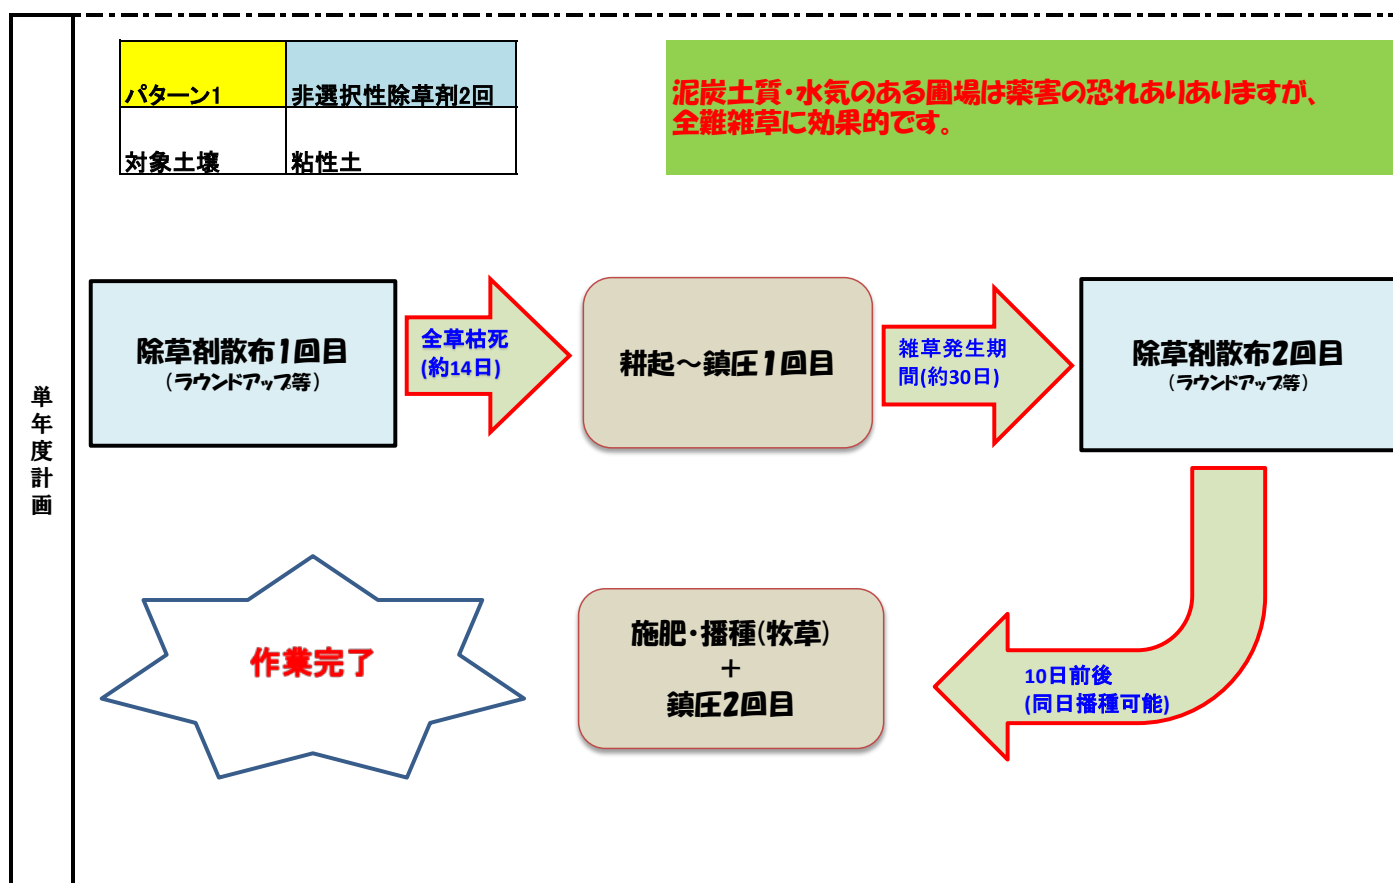 パターン1 非選択性除草剤2回
対象土壌 粘性土
泥炭土質・水気のある圃場は薬害の恐れありありますが、
全難雑草に効果的です。
単年度計画
除草剤散布1回目
(ラウンドアップ等)
全草枯死
(約14日)
耕起～鎮圧1回目
雑草発生期
間(約30日)
除草剤散布2回目
(ラウンドアップ等)
10日前後
(同日播種可能)
施肥・播種(牧草)
+
鎮圧2回目
作業完了